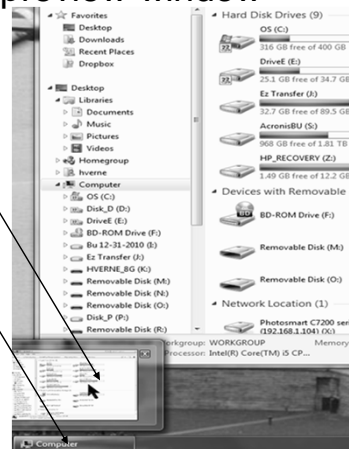 preview window
Favorites
Desktop
Downloads
Recent Places
Dropbox
Desktop
Libraries
Documents
Music
Pictures
Videos
Homegroup
hverne
Computer
OS (C:)
Disk_D (D:)
DriveE (E:)
BD-ROM Drive (F:)
Bu 12-31-2010 (I:)
Ez Transfer (J:)
HVERNE_8G (K:)
Removable Disk (M:)
Removable Disk (N:)
Removable Disk (O:)
Disk_P (P:)
Removable Disk (R:)
Hard Disk Drives (9)
OS (C:)
316 GB free of 400 GB
DriveE (E:)
25.1 GB free of 34.7 GB
Ez Transfer (J:)
32.7 GB free of 89.5 GB
AcronisBU (S:)
968 GB free of 1.81 TB
HP_RECOVERY (Z:)
1.49 GB free of 12.2 GB
Devices with Removable
BD-ROM Drive (F:)
Removable Disk (M:)
Removable Disk (O:)
Network Location (1)
Photosmart C7200 ser
(192.168.1.104) (X:)
orkgroup: WORKGROUP Memory
Processor: Intel(R) Core(TM) i5 CP...
Computer